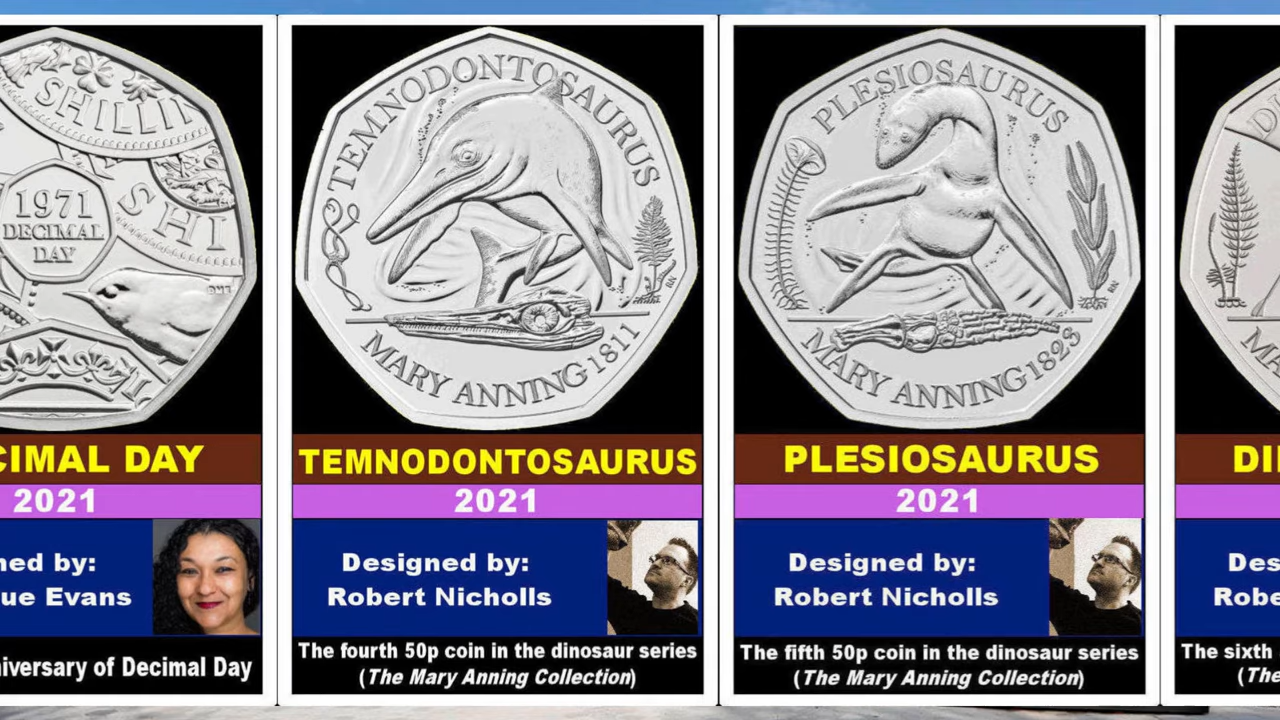 SHILLI
SHI
1971
DECIMAL
DAY
CIMAL DAY
2021
ned by:
ue Evans
niversary of Decimal Day
TEMNODONTOSAURUS
MARY ANNING 1811
TEMNODONTOSAURUS
2021
Designed by:
Robert Nicholls
The fourth 50p coin in the dinosaur series
(The Mary Anning Collection)
PLESIOSAURUS
MARY ANNING 1823
PLESIOSAURUS
2021
Designed by:
Robert Nicholls
The fifth 50p coin in the dinosaur series
(The Mary Anning Collection)
DI
MA
DI
Des
Robe
The sixth
(The